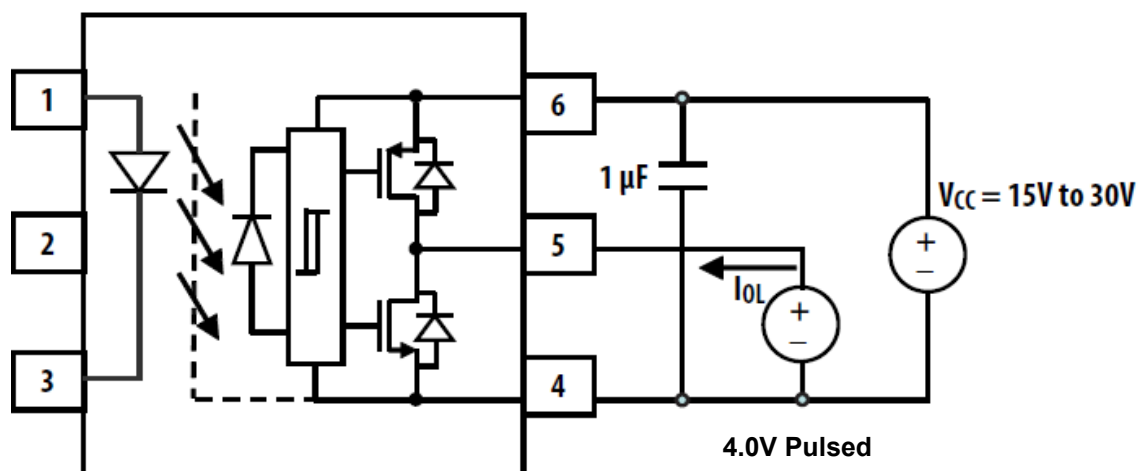 1
6
1 µF
VCC = 15V to 30V
+
−
2
5
IOL
+
−
3
4
4.0V Pulsed